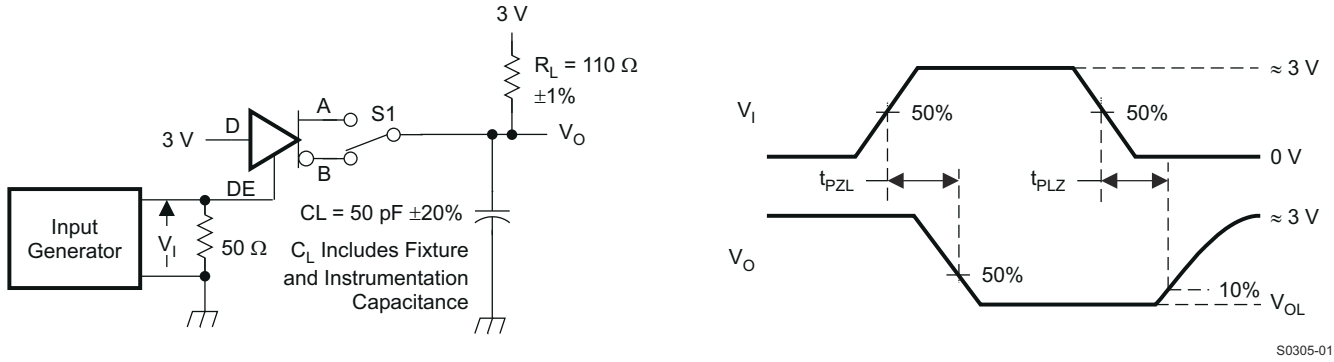 3 V
R_L = 110 Ω
±1%
A
S1
3 V
D
V_O
B
DE
Input
Generator
V_I
50 Ω
CL = 50 pF ±20%
C_L Includes Fixture
and Instrumentation
Capacitance
≈ 3 V
V_I
50%
50%
0 V
t_PZL
t_PLZ
≈ 3 V
V_O
50%
10%
V_OL
S0305-01